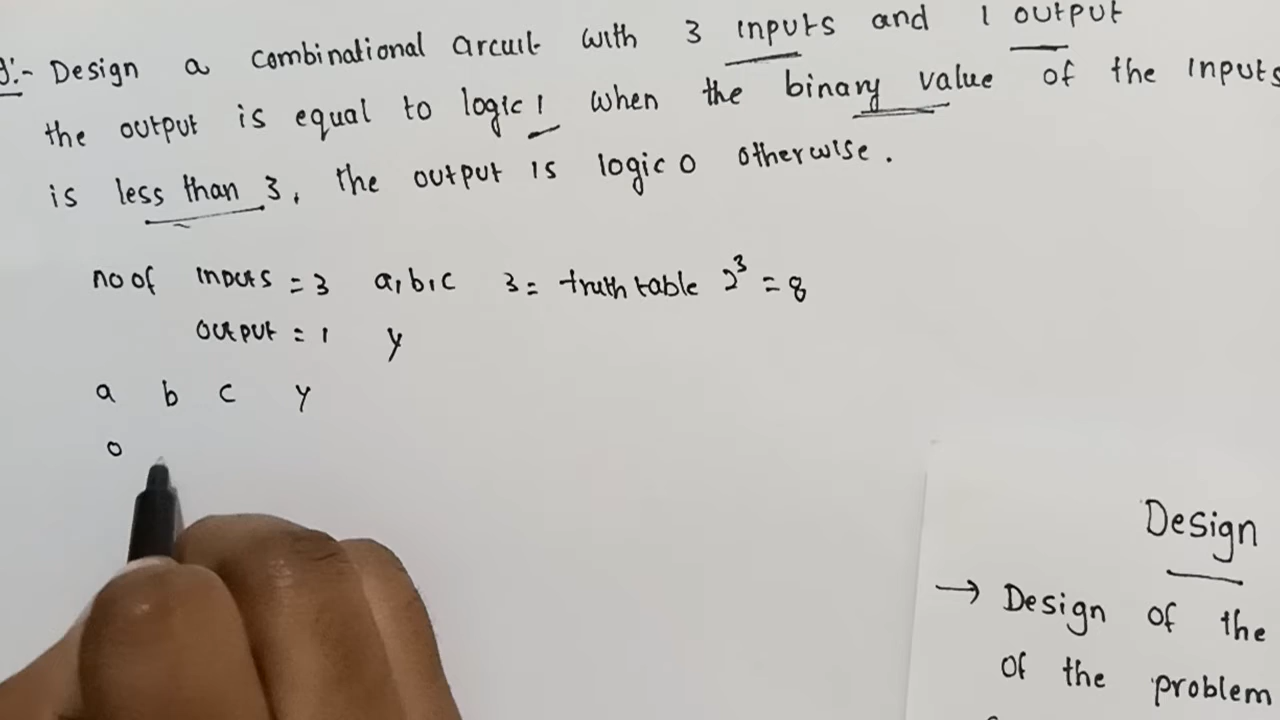 Design a combinational circuit with 3 inputs and 1 output
the output is equal to logic 1 when the binary value of the inputs
is less than 3, the output is logic 0 otherwise.
no of inputs = 3 a, b, c 3 = truth table 2³ = 8
output = 1 y
a b c y
0
Design
→ Design of the
of the problem